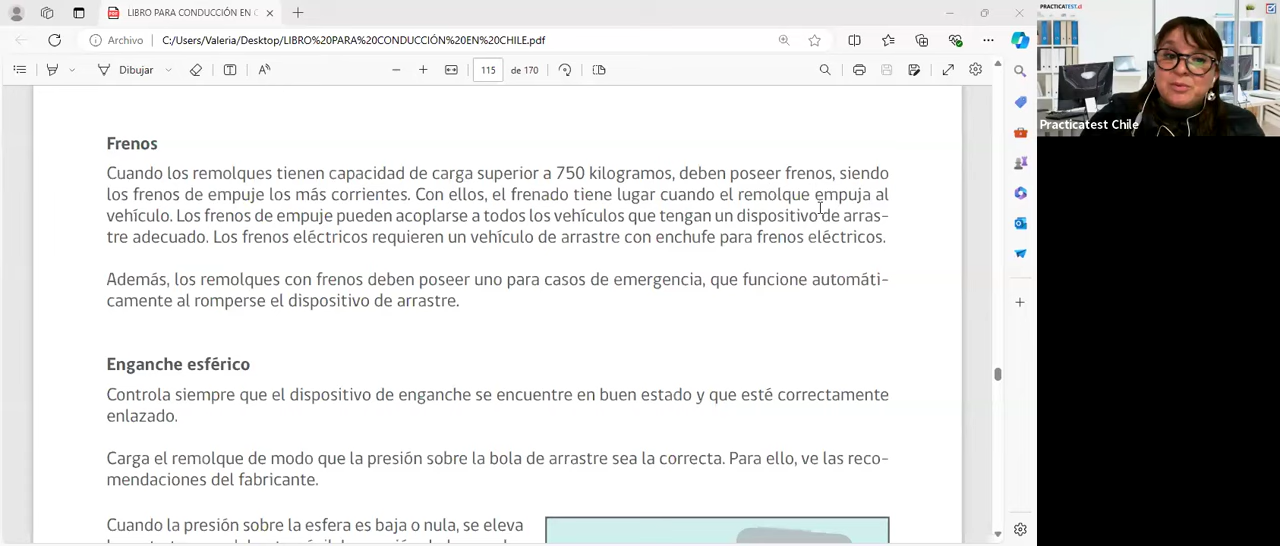 LIBRO PARA CONDUCCIÓN EN C
Archivo
C:/Users/Valeria/Desktop/LIBRO%20PARA%20CONDUCCIÓN%20EN%20CHILE.pdf
Dibujar
115 de 170
Frenos
Cuando los remolques tienen capacidad de carga superior a 750 kilogramos, deben poseer frenos, siendo
los frenos de empuje los más corrientes. Con ellos, el frenado tiene lugar cuando el remolque empuja al
vehículo. Los frenos de empuje pueden acoplarse a todos los vehículos que tengan un dispositivo de arras-
tre adecuado. Los frenos eléctricos requieren un vehículo de arrastre con enchufe para frenos eléctricos.
Además, los remolques con frenos deben poseer uno para casos de emergencia, que funcione automáti-
camente al romperse el dispositivo de arrastre.
Enganche esférico
Controla siempre que el dispositivo de enganche se encuentre en buen estado y que esté correctamente
enlazado.
Carga el remolque de modo que la presión sobre la bola de arrastre sea la correcta. Para ello, ve las reco-
mendaciones del fabricante.
Cuando la presión sobre la esfera es baja o nula, se eleva
PRACTICATEST.cl
Practicatest Chile